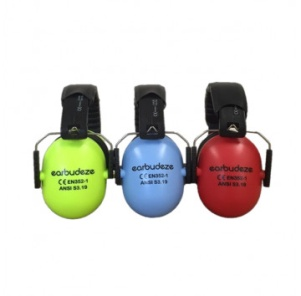 earbudeze
CE EN352-1
ANSI S3.19
earbudeze
CE EN352-1
ANSI S3.19
earbudeze
CE EN352-1
ANSI S3.19